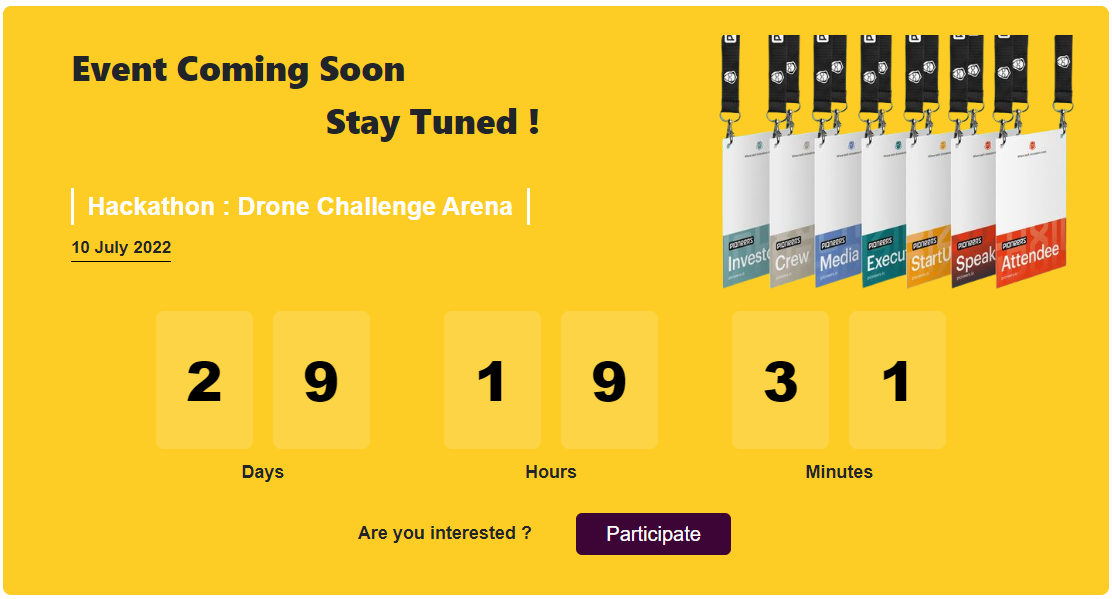 Event Coming Soon
Stay Tuned !
Hackathon : Drone Challenge Arena
10 July 2022
PIONEERS
PIONEERS
PIONEERS
PIONEERS
PIONEERS
PIONEERS
PIONEERS
Investo
Crew
Media
Execu
StartU
Speak
Attendee
2 9 1 9 3 1
Days Hours Minutes
Are you interested ? Participate